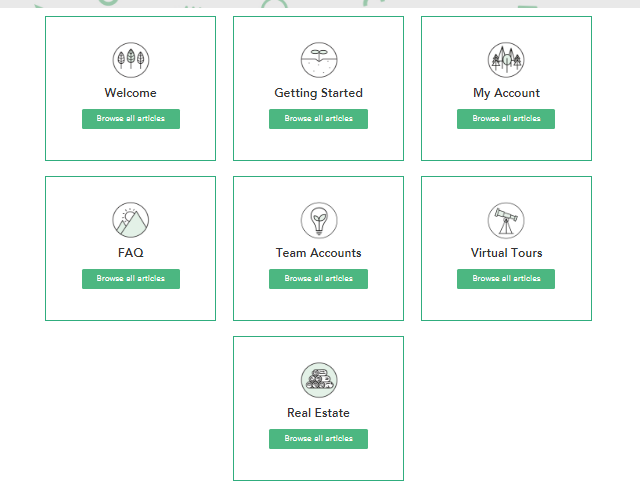 Welcome
Browse all articles
Getting Started
Browse all articles
My Account
Browse all articles
FAQ
Browse all articles
Team Accounts
Browse all articles
Virtual Tours
Browse all articles
Real Estate
Browse all articles